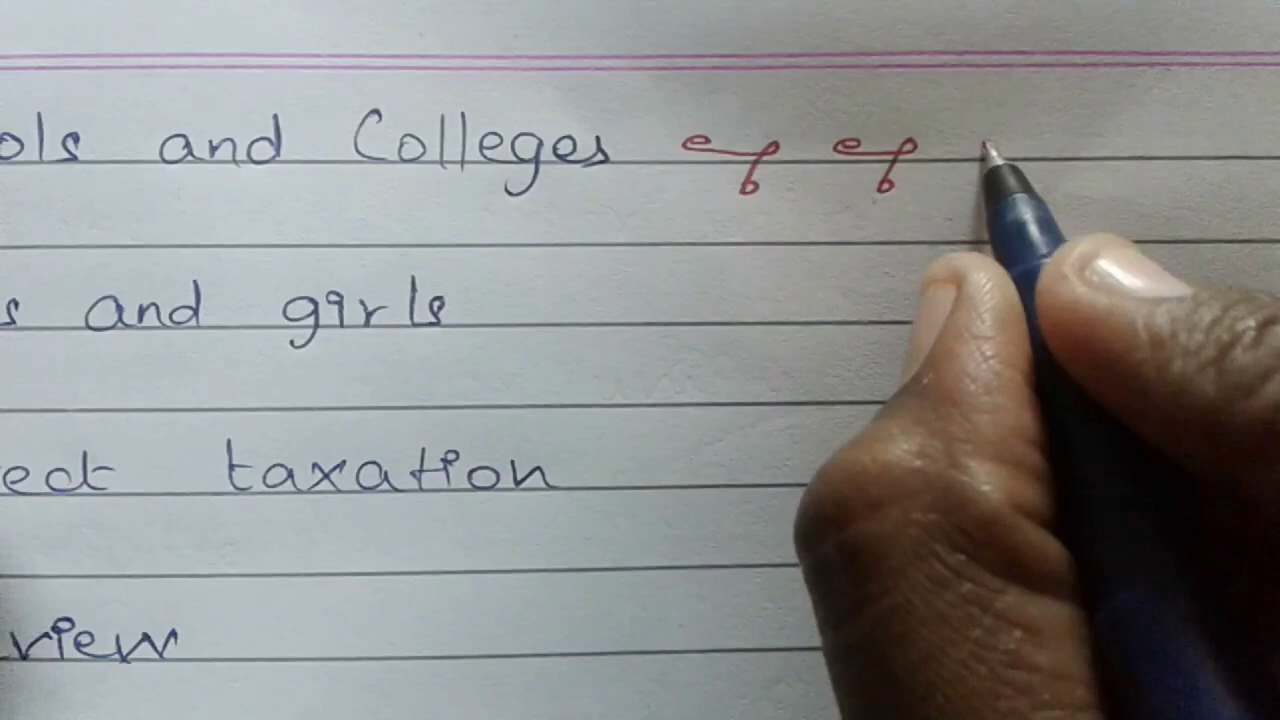 ols and Colleges
s and girls
ect taxation
view